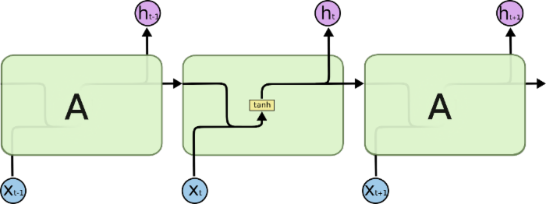 ht-1 ht ht+1
A tanh A
xt-1 xt xt+1